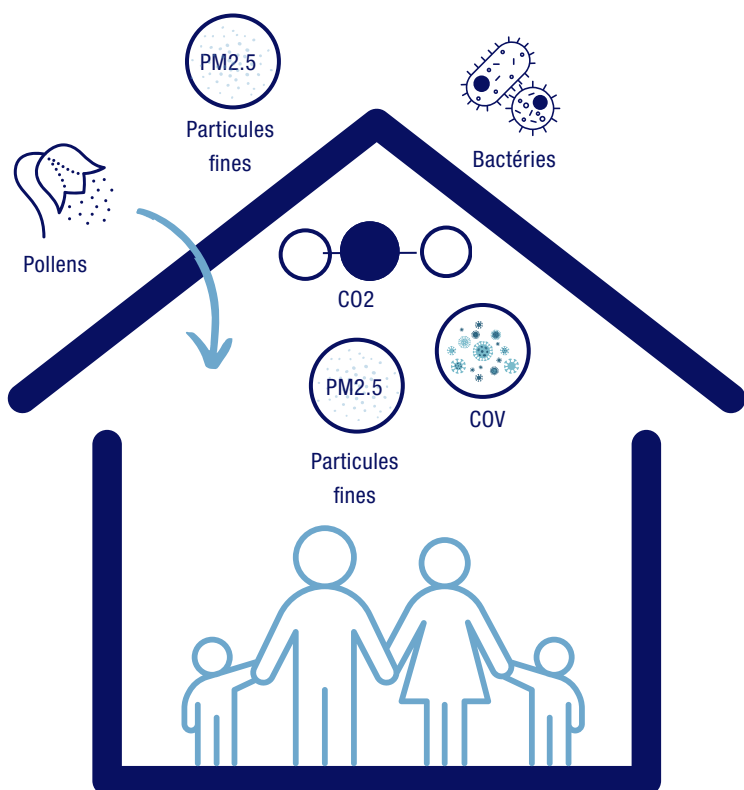 PM2.5
Particules
fines
Bactéries
Pollens
CO2
PM2.5
Particules
fines
COV